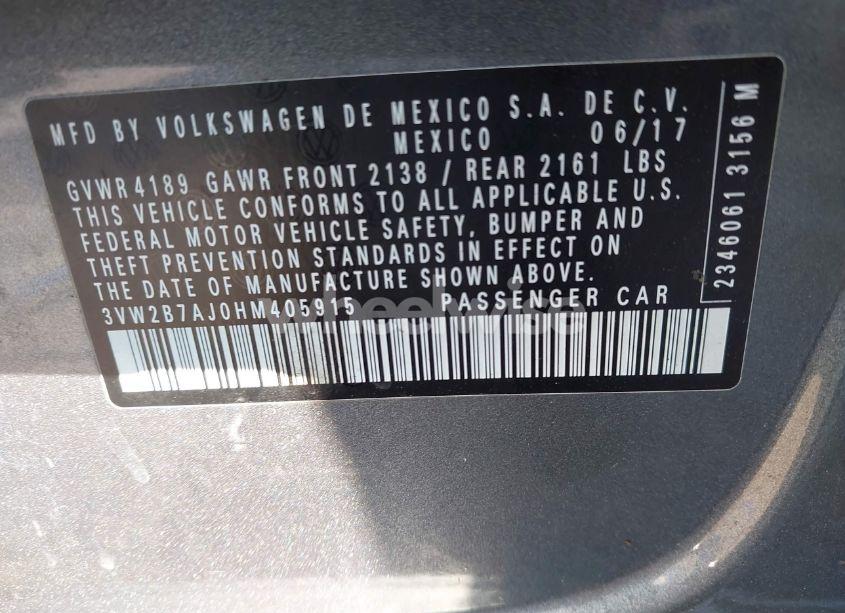 MFD BY VOLKSWAGEN DE MEXICO S.A. DE C.V.
MEXICO 06/17
GVWR 4189 GAWR FRONT 2138 / REAR 2161 LBS
THIS VEHICLE CONFORMS TO ALL APPLICABLE U.S.
FEDERAL MOTOR VEHICLE SAFETY, BUMPER AND
THEFT PREVENTION STANDARDS IN EFFECT ON
THE DATE OF MANUFACTURE SHOWN ABOVE.
3VW2B7AJ0HM405915 PASSENGER CAR
2346061 3156 M
wheelwise